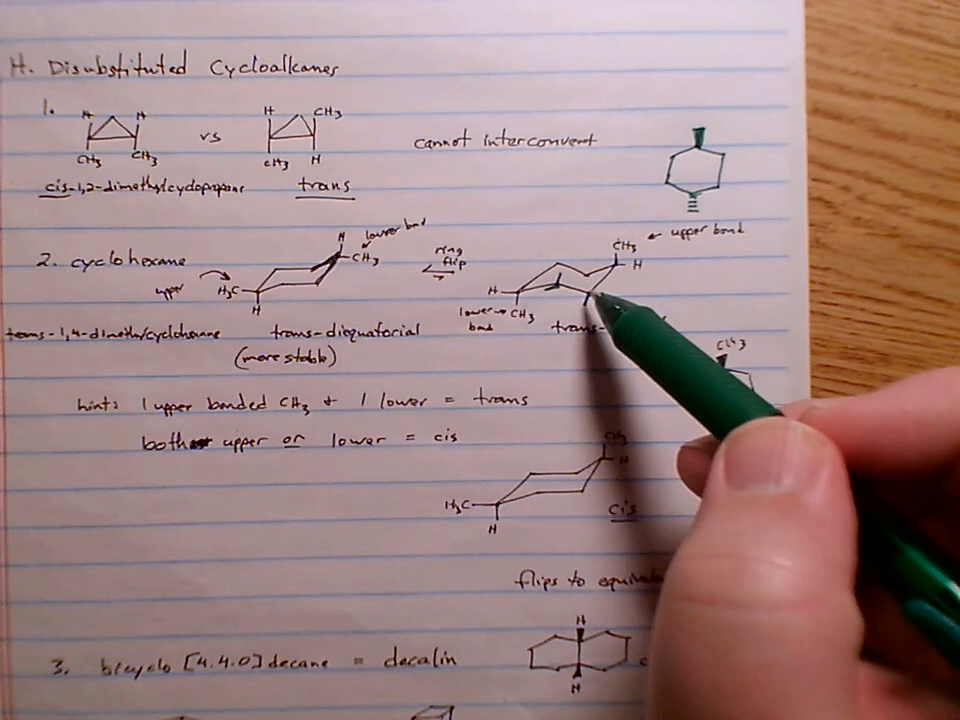 H. Disubstituted Cycloalkanes
1.
H H H CH3
vs
cannot interconvert
CH3 CH3 CH3 H
cis-1,2-dimethylcyclopropane trans
2. cyclohexane
H lower bond
CH3
ring flip
CH3 upper bond
H
upper H3C
H
H
lower bond CH3
trans-1,4-dimethylcyclohexane trans-diequatorial trans-
(more stable)
CH3
hint: 1 upper bonded CH3 + 1 lower = trans
both upper or lower = cis
CH3
H
H3C
H
cis
flips to
H
3. bicyclo [4.4.0] decane = decalin
H